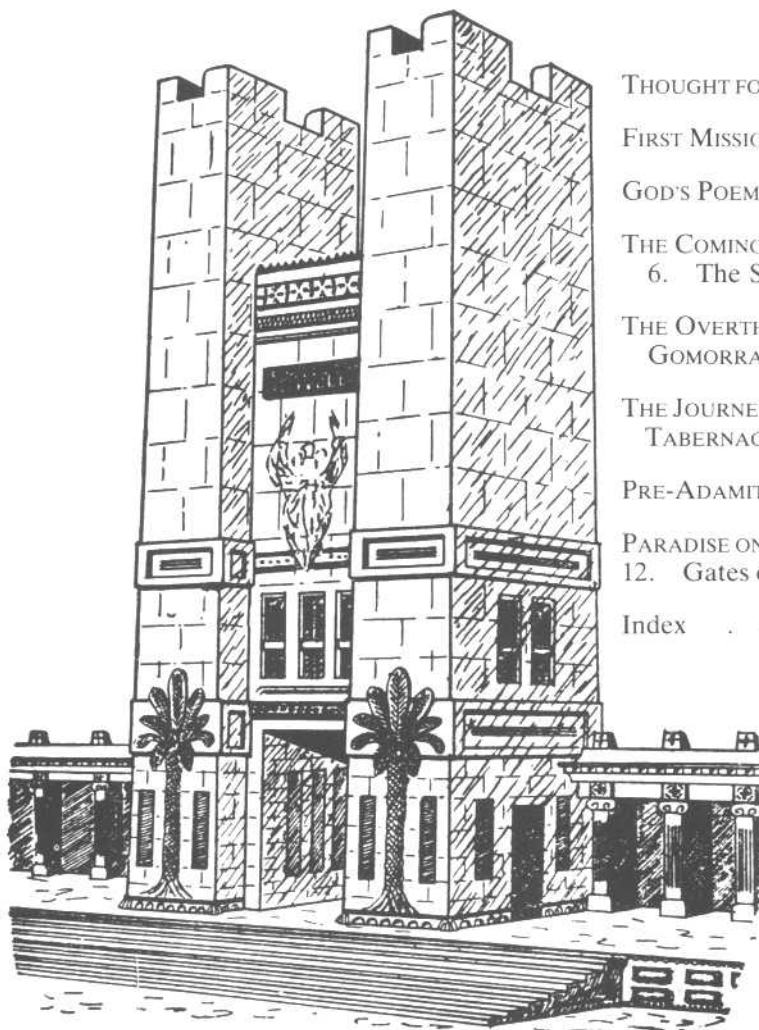 THOUGHT FO
FIRST MISSIO
GOD'S POEM
THE COMING
6. The S
THE OVERTH
GOMORRA
THE JOURNE
TABERNAC
PRE-ADAMIT
PARADISE ON
12. Gates o
Index .